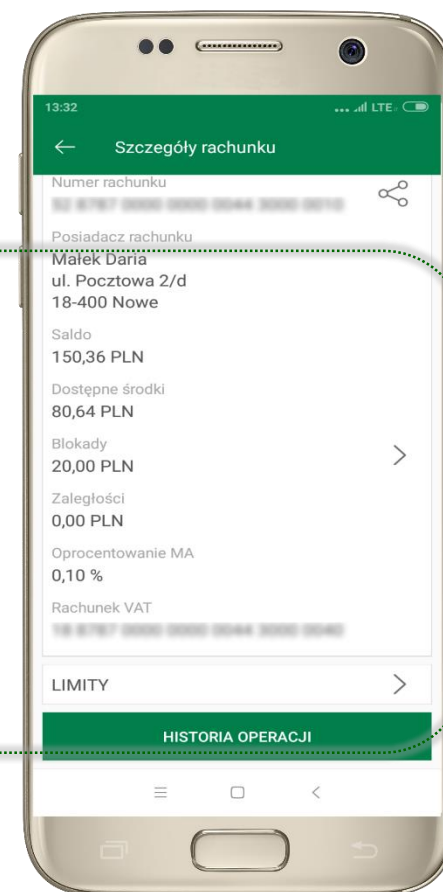 13:32
... LTE
Szczegóły rachunku
Numer rachunku
Posiadacz rachunku
Małek Daria
ul. Pocztowa 2/d
18-400 Nowe
Saldo
150,36 PLN
Dostępne środki
80,64 PLN
Blokady
20,00 PLN
Zaległości
0,00 PLN
Oprocentowanie MA
0,10 %
Rachunek VAT
LIMITY
HISTORIA OPERACJI